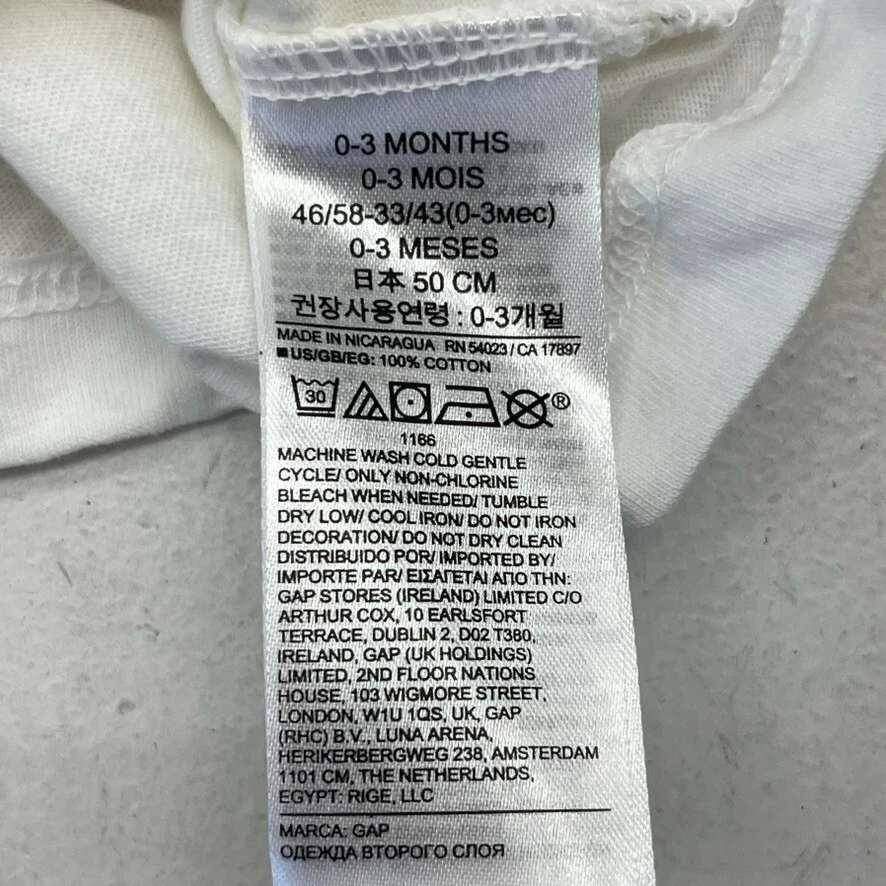 0-3 MONTHS
0-3 MOIS
46/58-33/43(0-3мес)
0-3 MESES
日本 50 CM
권장사용연령 : 0-3개월
MADE IN NICARAGUA RN 54023 / CA 17897
US/GB/EG: 100% COTTON
30 ®
1166
MACHINE WASH COLD GENTLE
CYCLE/ ONLY NON-CHLORINE
BLEACH WHEN NEEDED/ TUMBLE
DRY LOW/ COOL IRON/ DO NOT IRON
DECORATION/ DO NOT DRY CLEAN
DISTRIBUIDO POR/ IMPORTED BY/
IMPORTE PAR/ ΕΙΣΑΓΕΤΑΙ ΑΠΟ ΤΗΝ:
GAP STORES (IRELAND) LIMITED C/O
ARTHUR COX, 10 EARLSFORT
TERRACE, DUBLIN 2, D02 T380,
IRELAND, GAP (UK HOLDINGS)
LIMITED, 2ND FLOOR NATIONS
HOUSE, 103 WIGMORE STREET,
LONDON, W1U 1QS, UK, GAP
(RHC) B.V., LUNA ARENA,
HERIKERBERGWEG 238, AMSTERDAM
1101 CM, THE NETHERLANDS,
EGYPT: RIGE, LLC
MARCA: GAP
ОДЕЖДА ВТОРОГО СЛОЯ